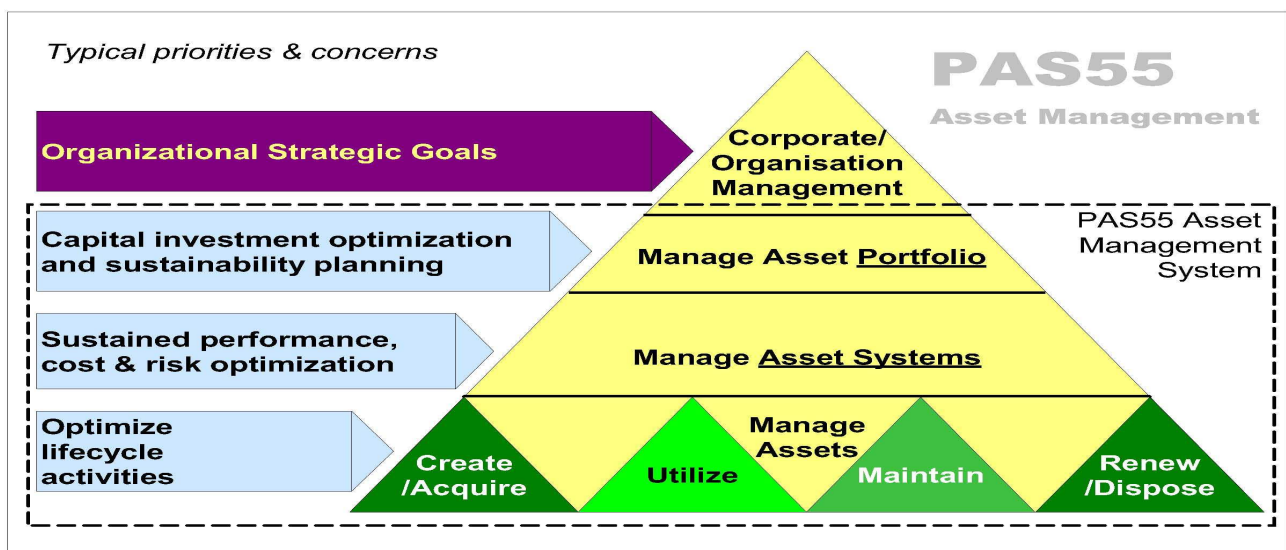 Typical priorities & concerns
PAS55
Asset Management
Organizational Strategic Goals
Corporate/
Organisation
Management
Capital investment optimization
and sustainability planning
Manage Asset Portfolio
PAS55 Asset
Management
System
Sustained performance,
cost & risk optimization
Manage Asset Systems
Optimize
lifecycle
activities
Manage
Assets
Create
/Acquire
Utilize
Maintain
Renew
/Dispose